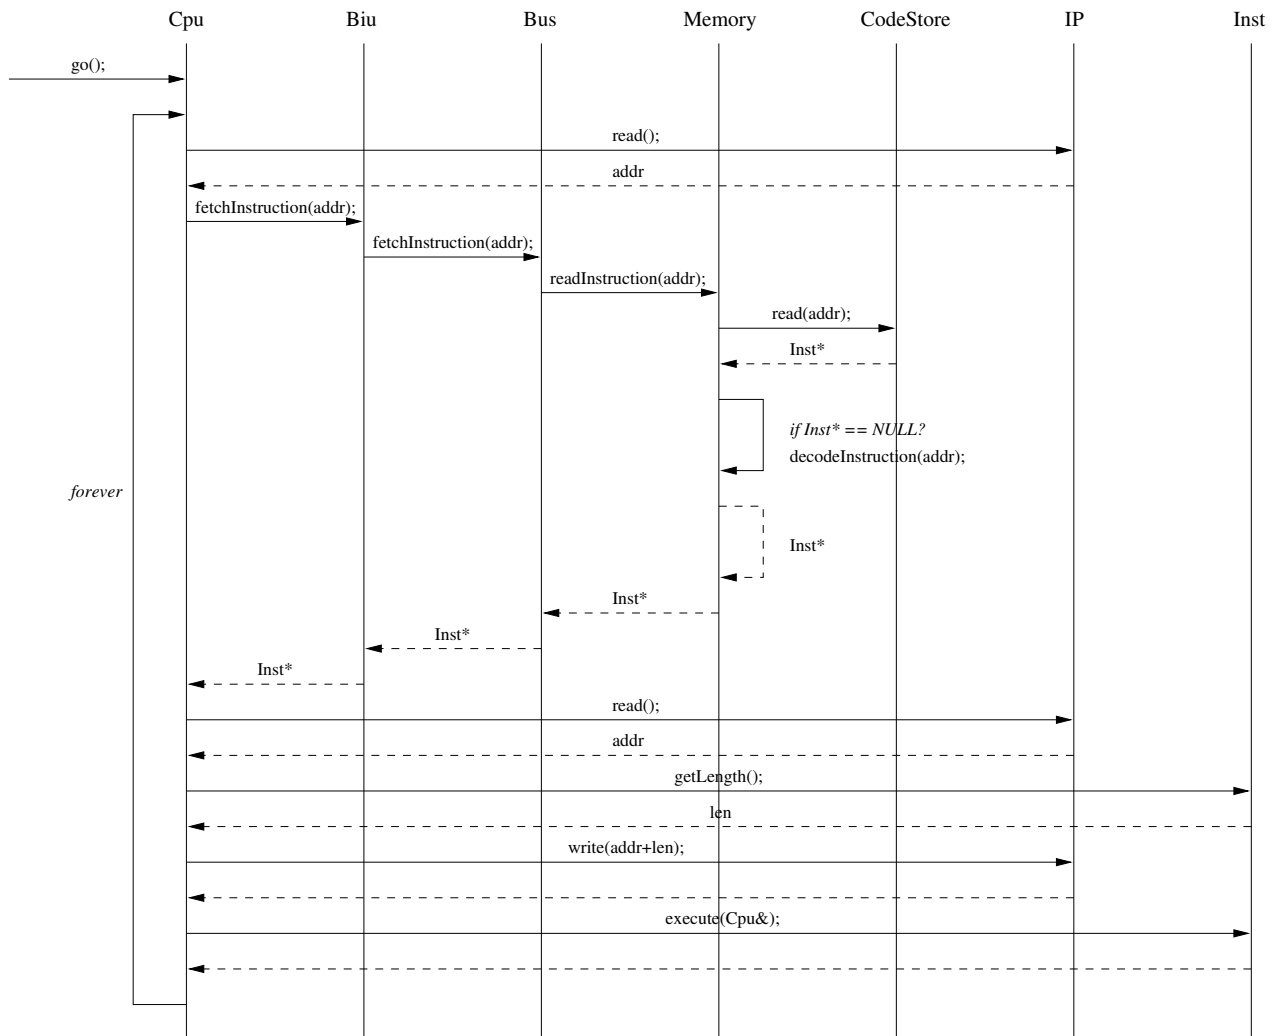 Cpu Biu Bus Memory CodeStore IP Inst
go();
read();
addr
fetchInstruction(addr);
fetchInstruction(addr);
readInstruction(addr);
read(addr);
Inst*
if Inst* == NULL?
decodeInstruction(addr);
forever
Inst*
Inst*
Inst*
Inst*
read();
addr
getLength();
len
write(addr+len);
execute(Cpu&);